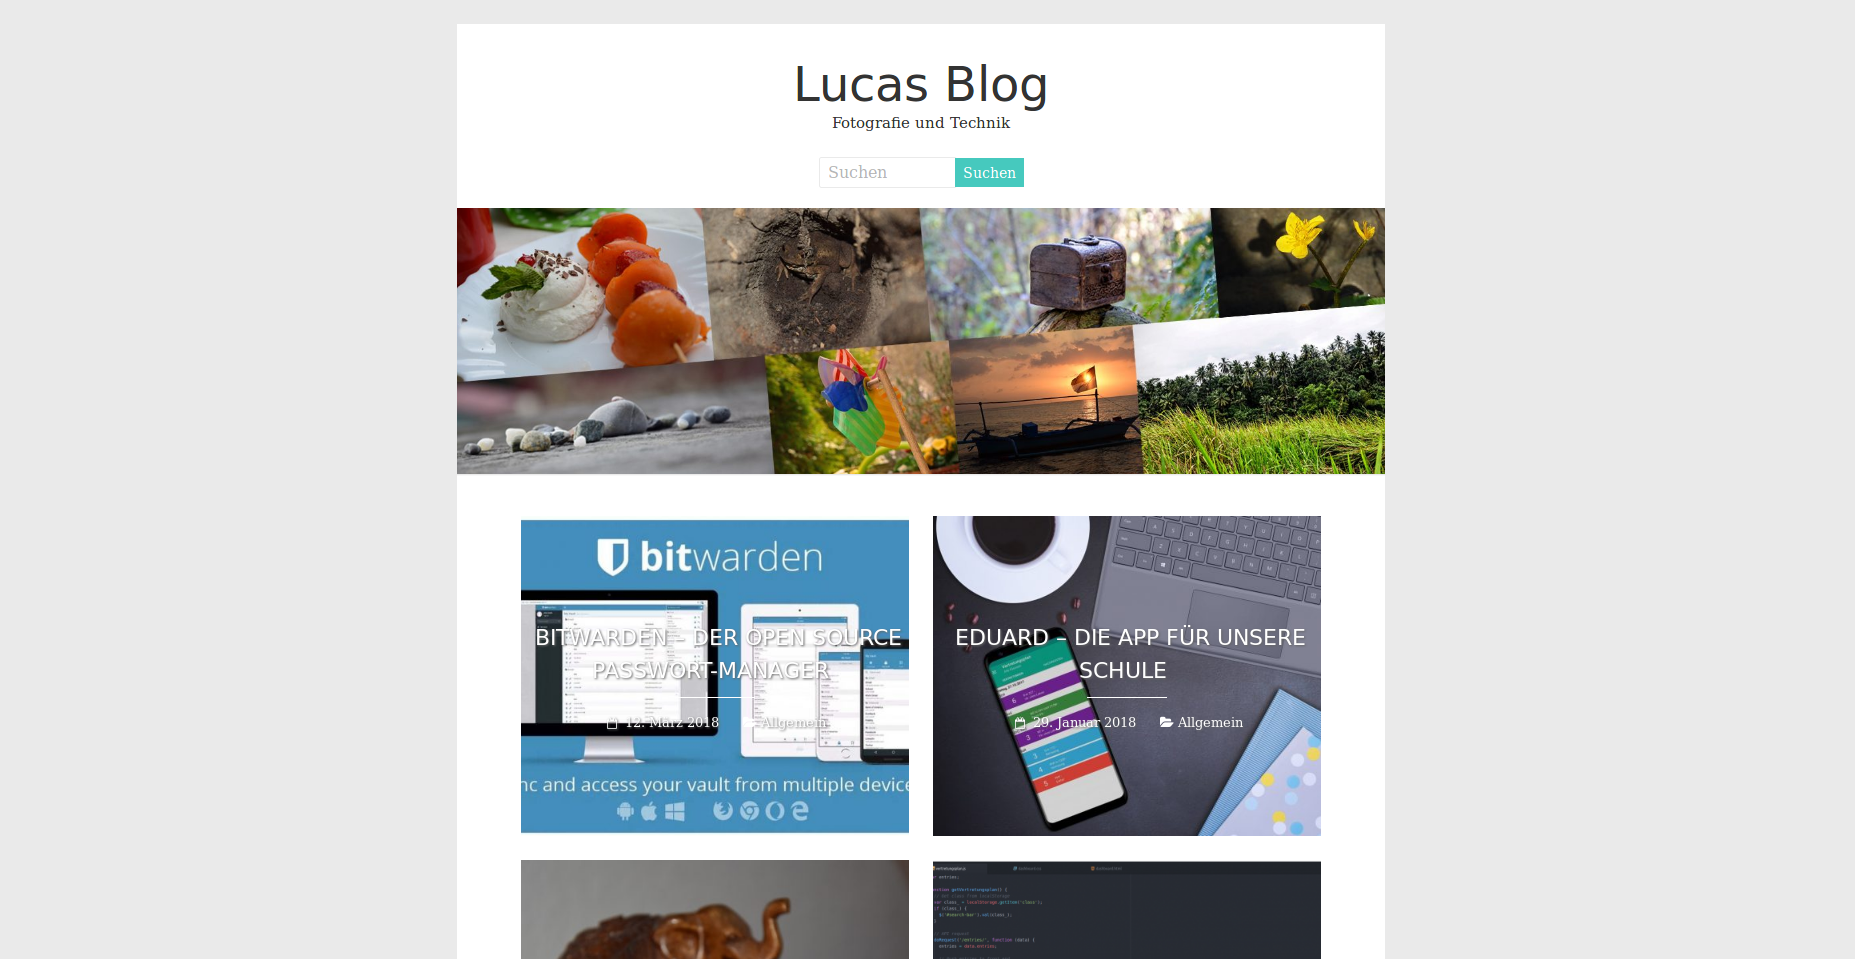 Lucas Blog
Fotografie und Technik
Suchen Suchen
bitwarden
BITWARDEN – DER OPEN SOURCE
PASSWORT-MANAGER
12. März 2018 Allgemein
nc and access your vault from multiple device
EDUARD – DIE APP FÜR UNSERE
SCHULE
29. Januar 2018 Allgemein